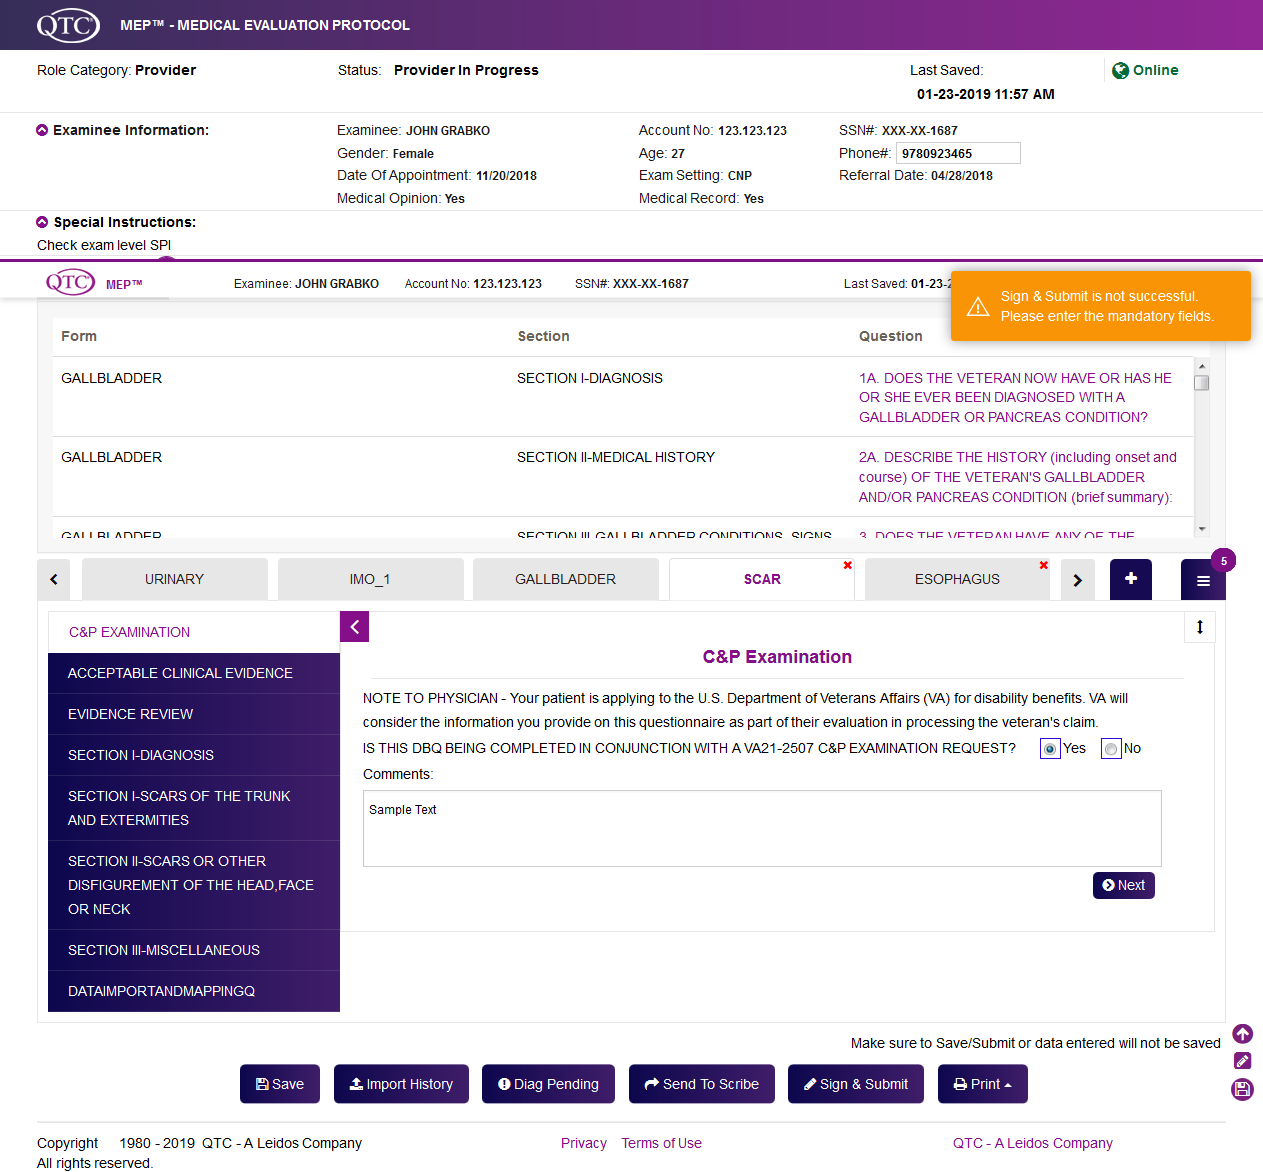 QTC MEP™ - MEDICAL EVALUATION PROTOCOL
Role Category: Provider Status: Provider In Progress Last Saved: Online
01-23-2019 11:57 AM
Examinee Information: Examinee: JOHN GRABKO Account No: 123.123.123 SSN#: XXX-XX-1687
Gender: Female Age: 27 Phone#: 9780923465
Date Of Appointment: 11/20/2018 Exam Setting: CNP Referral Date: 04/28/2018
Medical Opinion: Yes Medical Record: Yes
Special Instructions:
Check exam level SPI
QTC MEP™ Examinee: JOHN GRABKO Account No: 123.123.123 SSN#: XXX-XX-1687 Last Saved: 01-23-2
Sign & Submit is not successful.
Please enter the mandatory fields.
Form Section Question
GALLBLADDER SECTION I-DIAGNOSIS 1A. DOES THE VETERAN NOW HAVE OR HAS HE
OR SHE EVER BEEN DIAGNOSED WITH A
GALLBLADDER OR PANCREAS CONDITION?
GALLBLADDER SECTION II-MEDICAL HISTORY 2A. DESCRIBE THE HISTORY (including onset and
course) OF THE VETERAN'S GALLBLADDER
AND/OR PANCREAS CONDITION (brief summary):
GALLBLADDER SECTION III-GALLBLADDER CONDITIONS, SIGNS 3. DOES THE VETERAN HAVE ANY OF THE
5
URINARY IMO_1 GALLBLADDER SCAR ESOPHAGUS
C&P EXAMINATION
ACCEPTABLE CLINICAL EVIDENCE
EVIDENCE REVIEW
SECTION I-DIAGNOSIS
SECTION I-SCARS OF THE TRUNK
AND EXTERMITIES
SECTION II-SCARS OR OTHER
DISFIGUREMENT OF THE HEAD,FACE
OR NECK
SECTION III-MISCELLANEOUS
DATAIMPORTANDMAPPINGQ
C&P Examination
NOTE TO PHYSICIAN - Your patient is applying to the U.S. Department of Veterans Affairs (VA) for disability benefits. VA will
consider the information you provide on this questionnaire as part of their evaluation in processing the veteran's claim.
IS THIS DBQ BEING COMPLETED IN CONJUNCTION WITH A VA21-2507 C&P EXAMINATION REQUEST? Yes No
Comments:
Sample Text
Next
Make sure to Save/Submit or data entered will not be saved
Save Import History Diag Pending Send To Scribe Sign & Submit Print
Copyright 1980 - 2019 QTC - A Leidos Company Privacy Terms of Use QTC - A Leidos Company
All rights reserved.